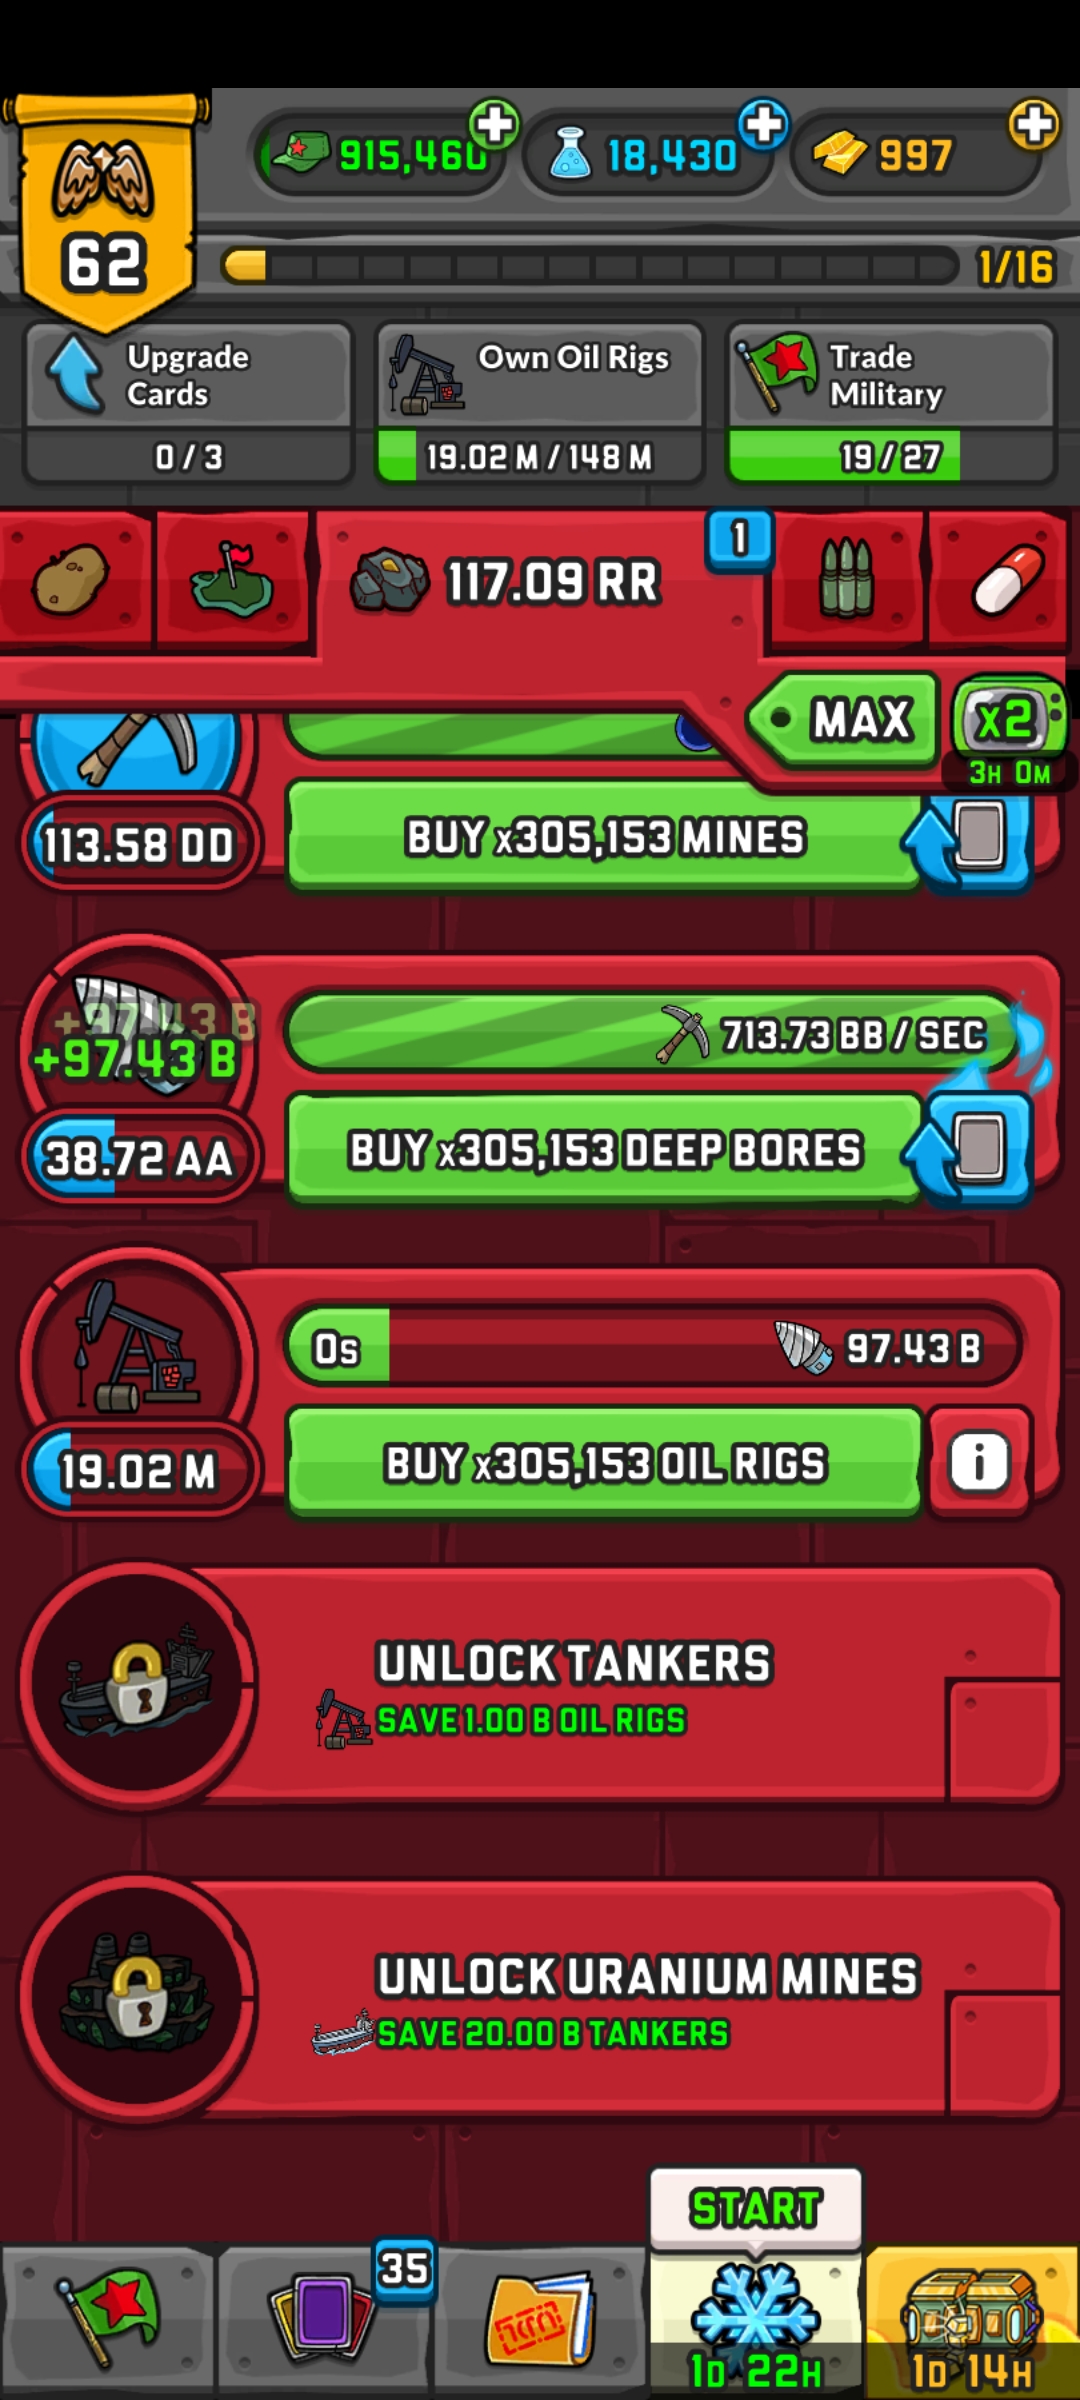 915,460
18,430
997
62
1/16
Upgrade
Cards
0 / 3
Own Oil Rigs
19.02 M / 148 M
Trade
Military
19 / 27
117.09 RR
1
MAX
x2
3H 0M
113.58 DD
BUY x305,153 MINES
+97.43 B
+97.43 B
713.73 BB / SEC
38.72 AA
BUY x305,153 DEEP BORES
0s
97.43 B
19.02 M
BUY x305,153 OIL RIGS
i
UNLOCK TANKERS
SAVE 1.00 B OIL RIGS
UNLOCK URANIUM MINES
SAVE 20.00 B TANKERS
START
35
1D 22H
1D 14H